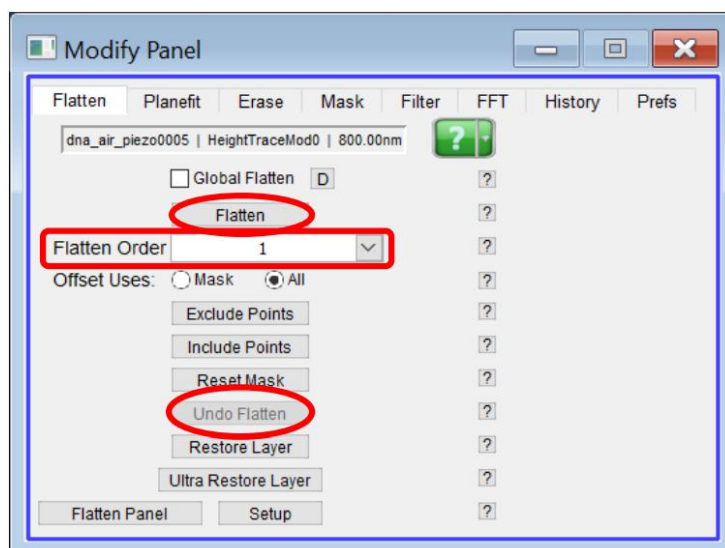 Modify Panel
Flatten Planefit Erase Mask Filter FFT History Prefs
dna_air_piezo0005 | HeightTraceMod0 | 800.00nm ?
Global Flatten D ?
Flatten ?
Flatten Order 1 ?
Offset Uses: Mask All ?
Exclude Points ?
Include Points ?
Reset Mask ?
Undo Flatten ?
Restore Layer ?
Ultra Restore Layer ?
Flatten Panel Setup ?